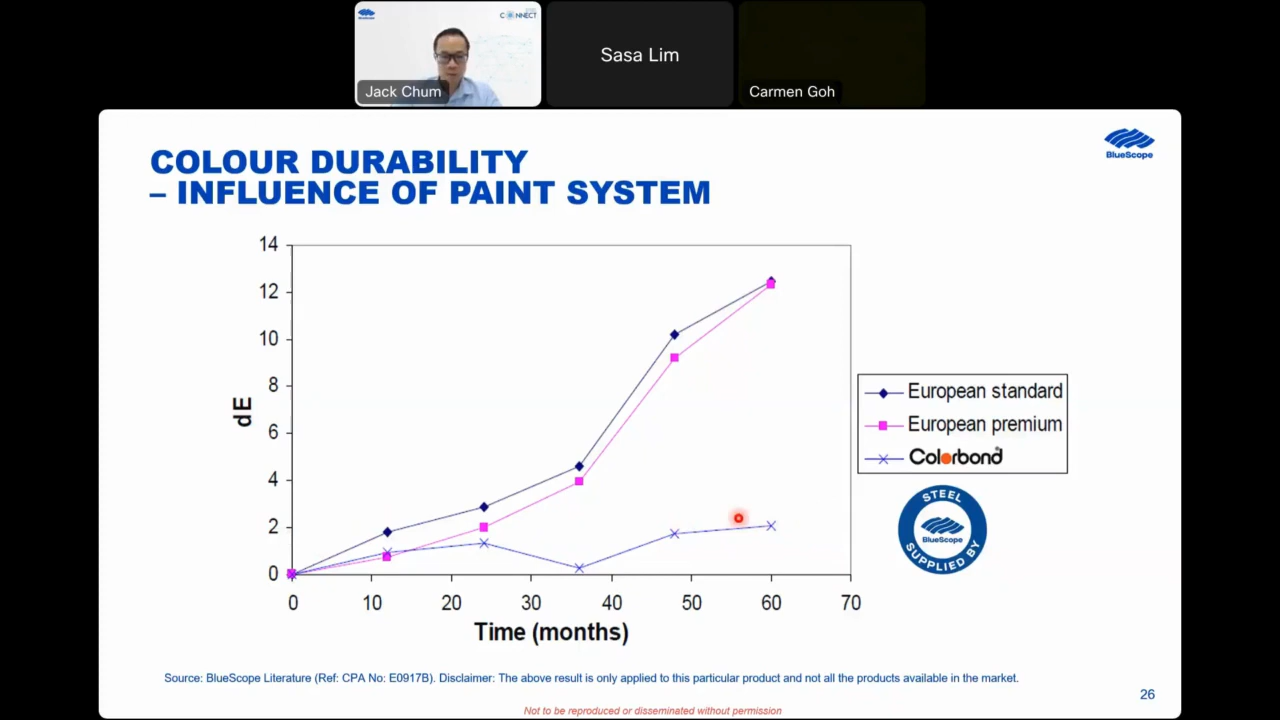 BlueScope
CONNECT
Jack Chum
Sasa Lim
Carmen Goh
COLOUR DURABILITY
– INFLUENCE OF PAINT SYSTEM
BlueScope
14
12
10
8
6
4
2
0
dE
0 10 20 30 40 50 60 70
Time (months)
European standard
European premium
Colorbond®
STEEL
BlueScope
SUPPLIED BY
Source: BlueScope Literature (Ref: CPA No: E0917B). Disclaimer: The above result is only applied to this particular product and not all the products available in the market.
26
Not to be reproduced or disseminated without permission